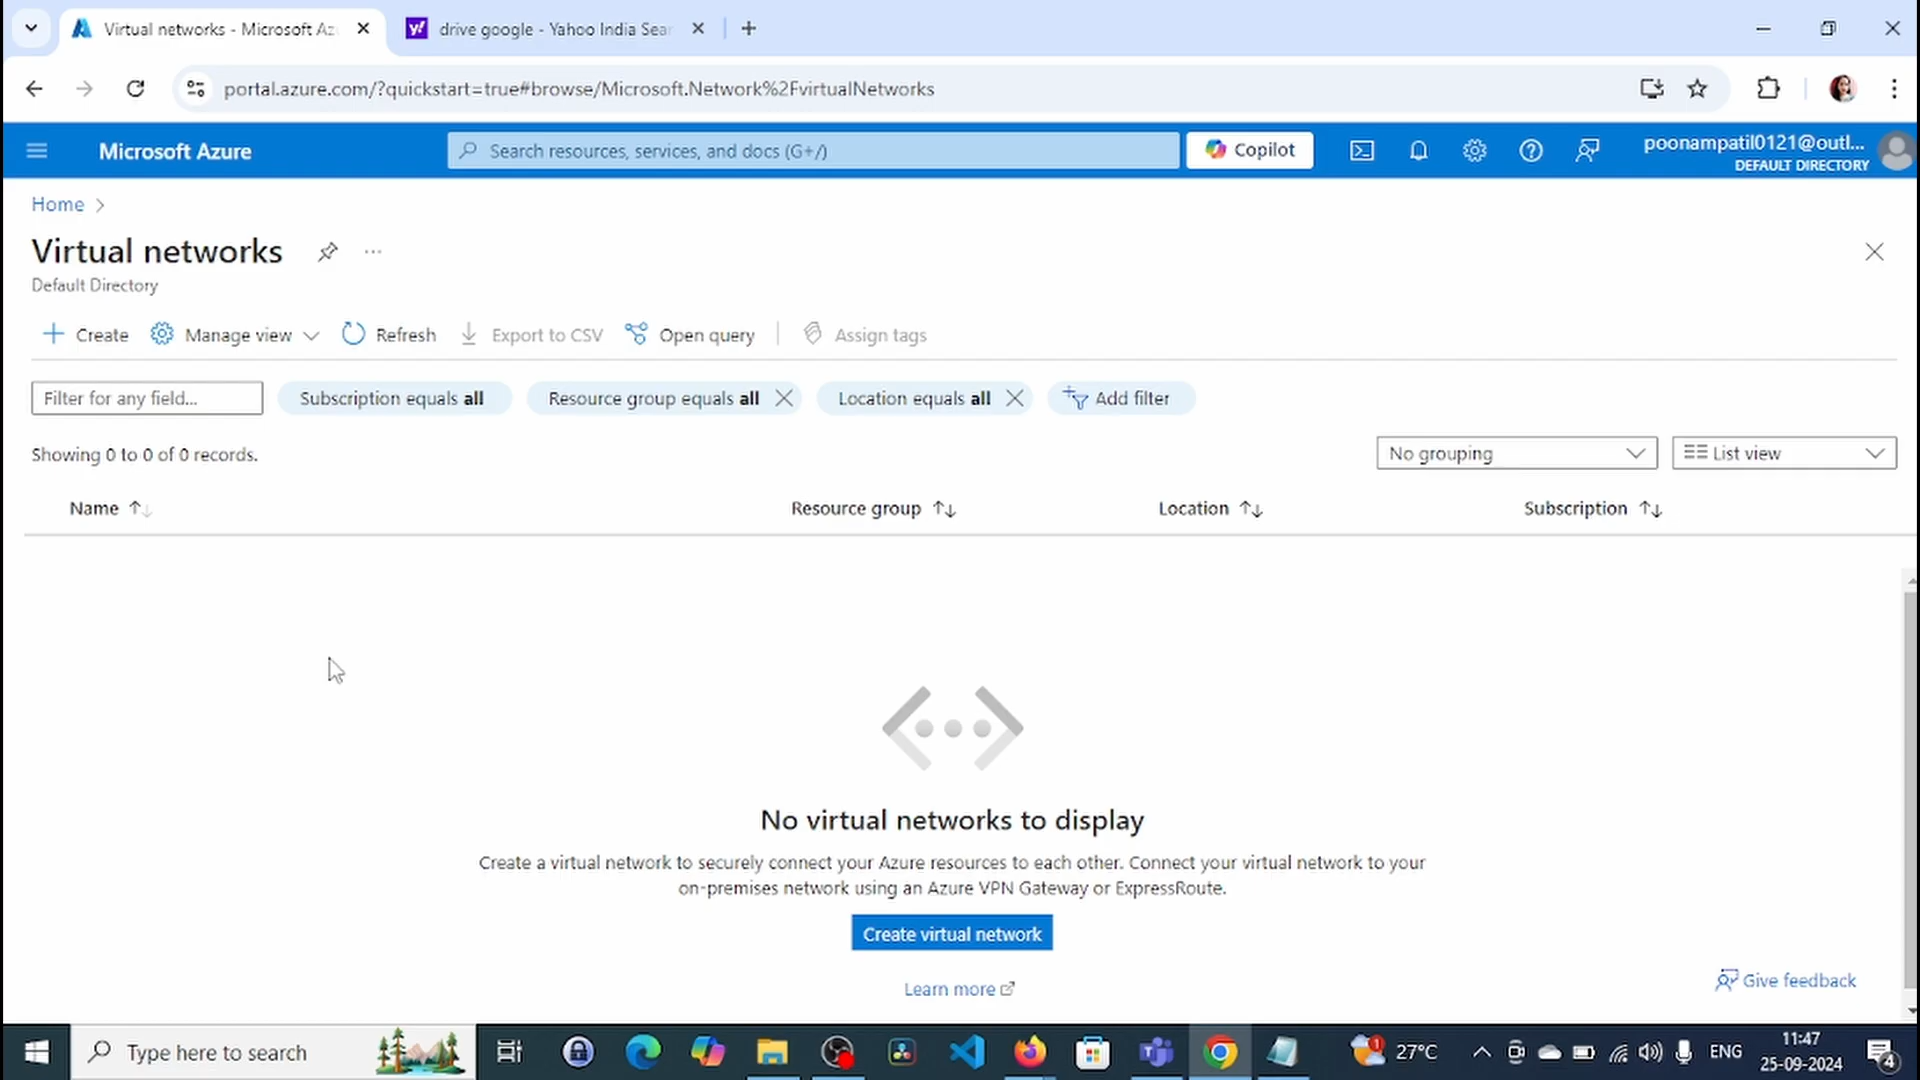 Virtual networks - Microsoft Az
drive google - Yahoo India Sear
portal.azure.com/?quickstart=true#browse/Microsoft.Network%2FvirtualNetworks
Microsoft Azure
Search resources, services, and docs (G+/)
Copilot
poonampatil0121@outl...
DEFAULT DIRECTORY
Home
Virtual networks
Default Directory
Create
Manage view
Refresh
Export to CSV
Open query
Assign tags
Filter for any field...
Subscription equals all
Resource group equals all
Location equals all
Add filter
Showing 0 to 0 of 0 records.
No grouping
List view
Name
Resource group
Location
Subscription
No virtual networks to display
Create a virtual network to securely connect your Azure resources to each other. Connect your virtual network to your
on-premises network using an Azure VPN Gateway or ExpressRoute.
Create virtual network
Learn more
Give feedback
Type here to search
1
27°C
ENG
11:47
25-09-2024
4